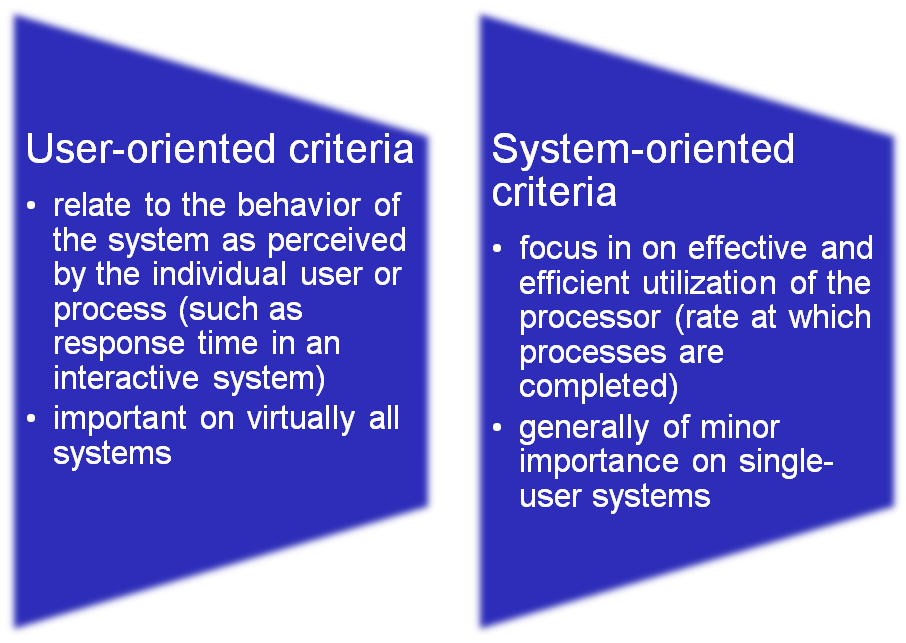 User-oriented criteria
• relate to the behavior of
the system as perceived
by the individual user or
process (such as
response time in an
interactive system)
• important on virtually all
systems
System-oriented
criteria
• focus in on effective and
efficient utilization of the
processor (rate at which
processes are
completed)
• generally of minor
importance on single-
user systems